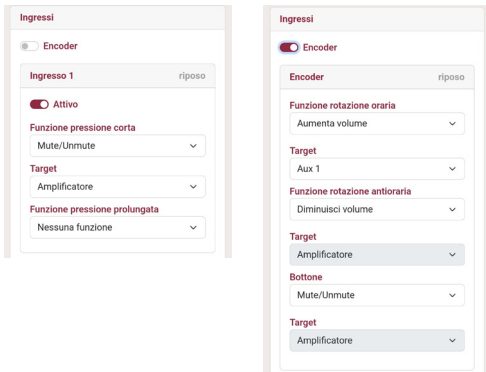 Ingressi
Encoder
Ingresso 1 riposo
Attivo
Funzione pressione corta
Mute/Unmute
Target
Amplificatore
Funzione pressione prolungata
Nessuna funzione
Ingressi
Encoder
Encoder riposo
Funzione rotazione oraria
Aumenta volume
Target
Aux 1
Funzione rotazione antioraria
Diminuisci volume
Target
Amplificatore
Bottone
Mute/Unmute
Target
Amplificatore